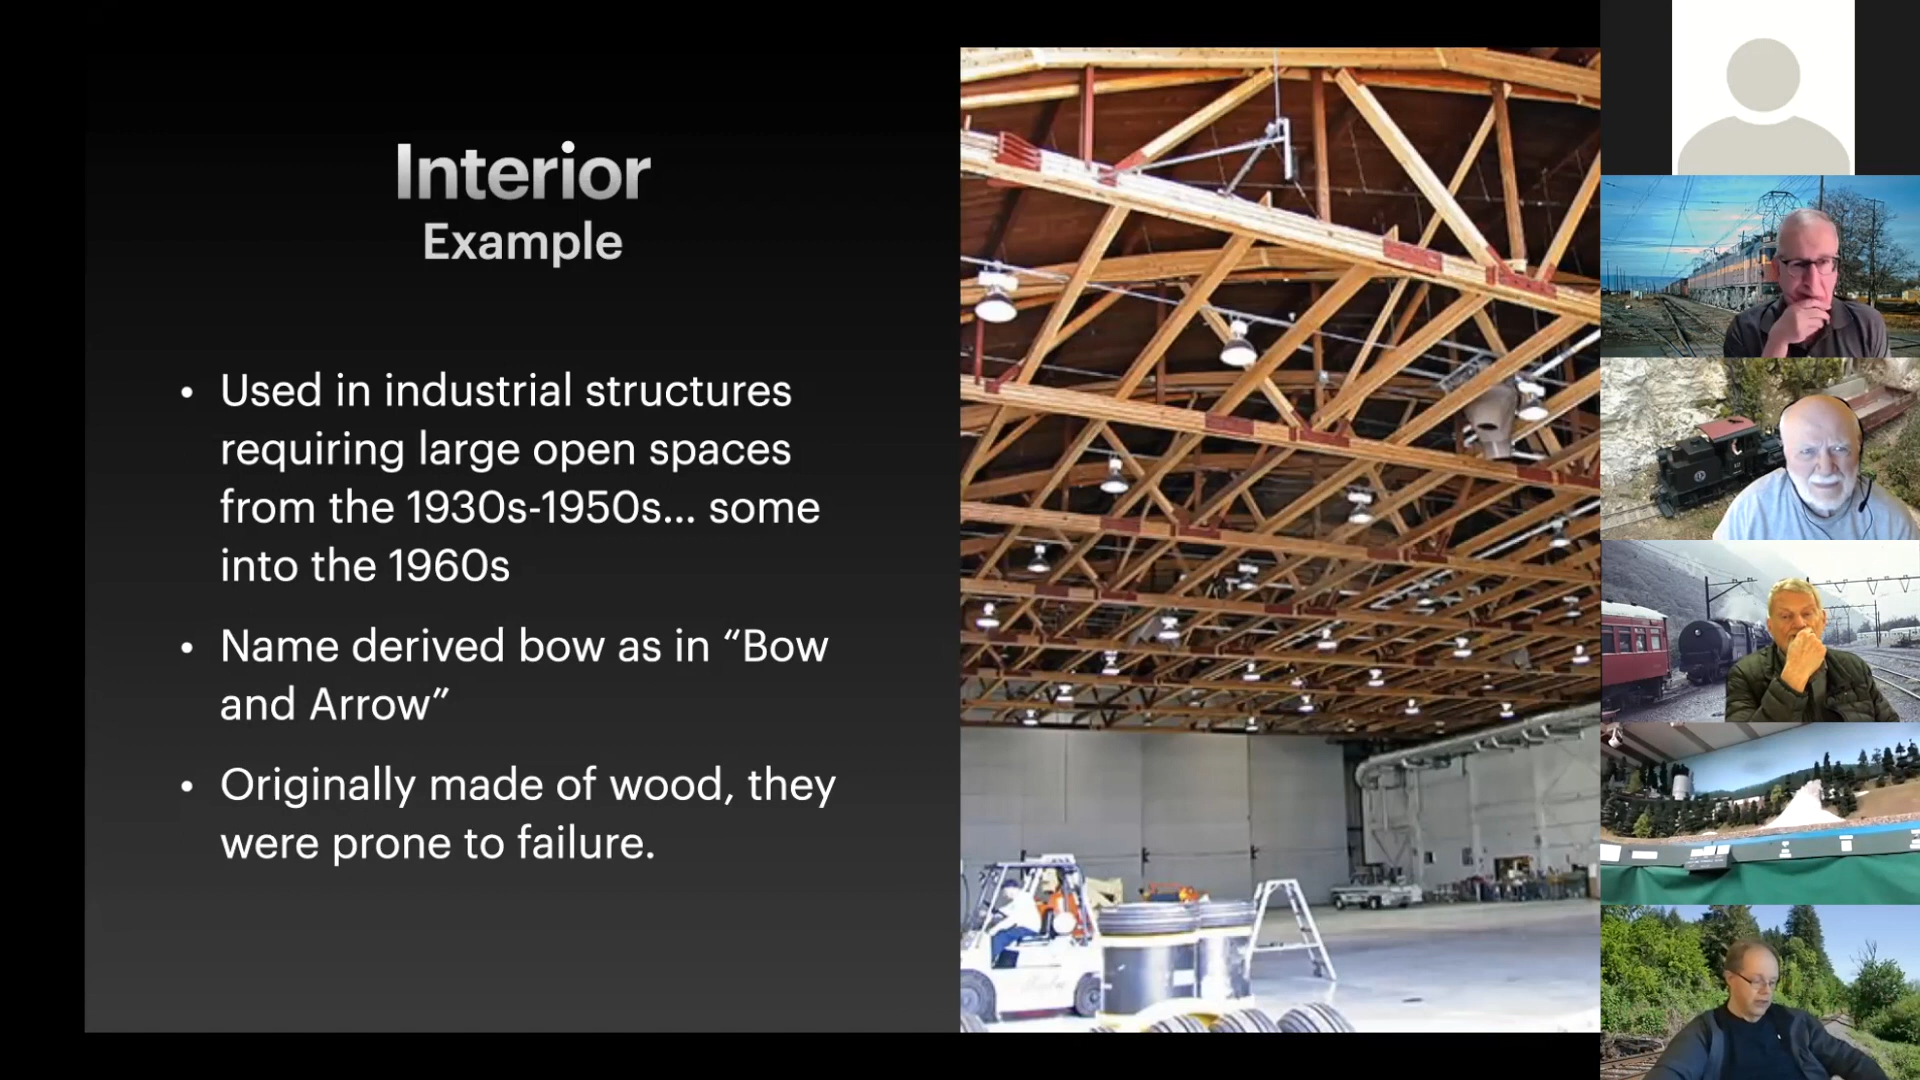 Interior
Example
• Used in industrial structures
requiring large open spaces
from the 1930s-1950s... some
into the 1960s
• Name derived bow as in “Bow
and Arrow”
• Originally made of wood, they
were prone to failure.